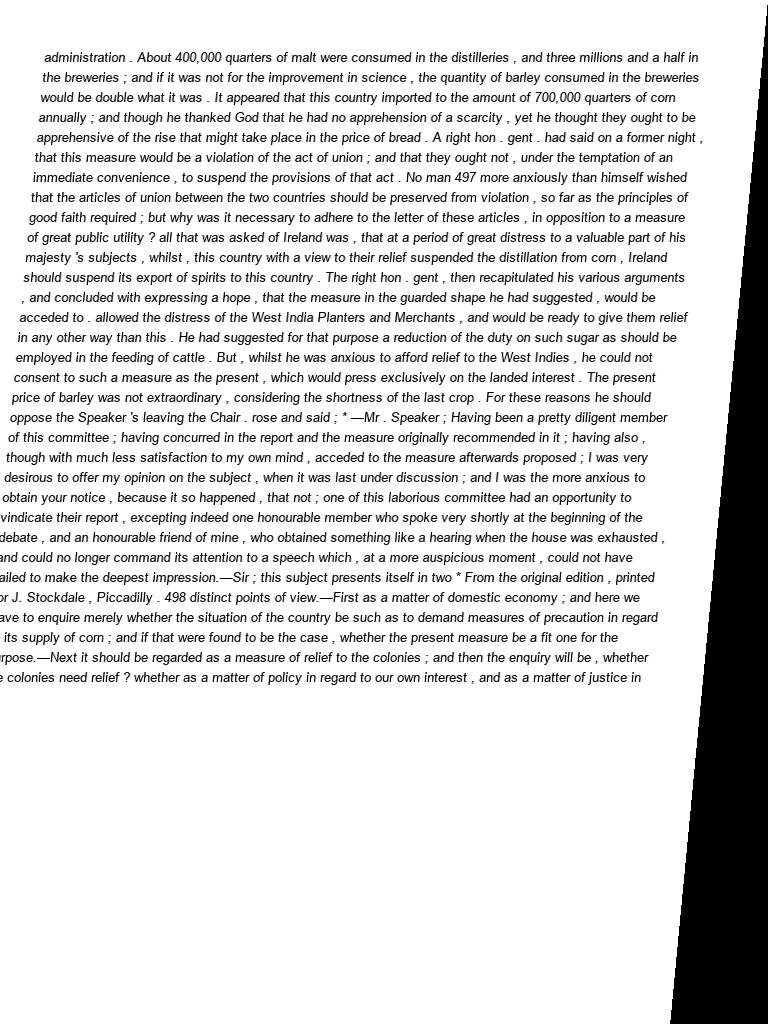 administration . About 400,000 quarters of malt were consumed in the distilleries , and three millions and a half in
the breweries ; and if it was not for the improvement in science , the quantity of barley consumed in the breweries
would be double what it was . It appeared that this country imported to the amount of 700,000 quarters of corn
annually ; and though he thanked God that he had no apprehension of a scarcity , yet he thought they ought to be
apprehensive of the rise that might take place in the price of bread . A right hon . gent . had said on a former night ,
that this measure would be a violation of the act of union ; and that they ought not , under the temptation of an
immediate convenience , to suspend the provisions of that act . No man 497 more anxiously than himself wished
that the articles of union between the two countries should be preserved from violation , so far as the principles of
good faith required ; but why was it necessary to adhere to the letter of these articles , in opposition to a measure
of great public utility ? all that was asked of Ireland was , that at a period of great distress to a valuable part of his
majesty 's subjects , whilst , this country with a view to their relief suspended the distillation from corn , Ireland
should suspend its export of spirits to this country . The right hon . gent , then recapitulated his various arguments
, and concluded with expressing a hope , that the measure in the guarded shape he had suggested , would be
acceded to . allowed the distress of the West India Planters and Merchants , and would be ready to give them relief
in any other way than this . He had suggested for that purpose a reduction of the duty on such sugar as should be
employed in the feeding of cattle . But , whilst he was anxious to afford relief to the West Indies , he could not
consent to such a measure as the present , which would press exclusively on the landed interest . The present
price of barley was not extraordinary , considering the shortness of the last crop . For these reasons he should
oppose the Speaker 's leaving the Chair . rose and said ; * —Mr . Speaker ; Having been a pretty diligent member
of this committee ; having concurred in the report and the measure originally recommended in it ; having also ,
though with much less satisfaction to my own mind , acceded to the measure afterwards proposed ; I was very
desirous to offer my opinion on the subject , when it was last under discussion ; and I was the more anxious to
obtain your notice , because it so happened , that not ; one of this laborious committee had an opportunity to
vindicate their report , excepting indeed one honourable member who spoke very shortly at the beginning of the
debate , and an honourable friend of mine , who obtained something like a hearing when the house was exhausted ,
and could no longer command its attention to a speech which , at a more auspicious moment , could not have
ailed to make the deepest impression.—Sir ; this subject presents itself in two * From the original edition , printed
or J. Stockdale , Piccadilly . 498 distinct points of view.—First as a matter of domestic economy ; and here we
ave to enquire merely whether the situation of the country be such as to demand measures of precaution in regard
its supply of corn ; and if that were found to be the case , whether the present measure be a fit one for the
rpose.—Next it should be regarded as a measure of relief to the colonies ; and then the enquiry will be , whether
colonies need relief ? whether as a matter of policy in regard to our own interest , and as a matter of justice in